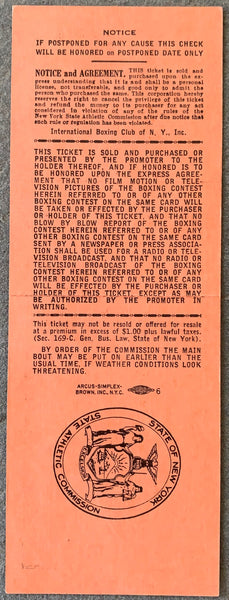 NOTICE
IF POSTPONED FOR ANY CAUSE THIS CHECK
WILL BE HONORED on POSTPONED DATE ONLY
NOTICE and AGREEMENT. THIS ticket is sold and
purchased upon the ex-
press understanding that it is and shall be a personal
license, not transferable, and good only to admit the
person who purchased the same. This corporation hereby
reserves the right to cancel the privilege of this ticket
and refund the money to its purchaser for any act
considered. In violation of any of the rules of the
New York State Athletic Commission after due notice that
such rule or regulation has been violated.
International Boxing Club of N. Y., Inc.
THIS TICKET IS SOLD AND PURCHASED OR
PRESENTED BY THE PROMOTER TO THE
HOLDER THEREOF, AND IF HONORED IS TO
BE HONORED UPON THE EXPRESS AGREE-
MENT THAT NO FILM MOTION OR TELE-
VISION PICTURES OF THE BOXING CONTEST
HEREIN REFERRED TO OR OF ANY OTHER
BOXING CONTEST ON THE SAME CARD WILL
BE TAKEN OR EFFECTED BY THE PURCHASER
OR HOLDER OF THIS TICKET, AND THAT NO
BLOW BY BLOW REPORT OF THE BOXING
CONTEST HEREIN REFERRED TO OR OF ANY
OTHER BOXING CONTEST ON THE SAME CARD
SENT BY A NEWSPAPER OR PRESS ASSOCIA-
TION SHALL BE USED FOR A RADIO OR TELE-
VISION BROADCAST, AND THAT NO RADIO OR
TELEVISION BROADCAST OF THE BOXING
CONTEST HEREIN REFERRED TO OR OF ANY
OTHER BOXING CONTEST ON THE SAME CARD
WILL BE EFFECTED BY THE PURCHASER OR
HOLDER OF THIS TICKET, EXCEPT AS MAY
BE AUTHORIZED BY THE PROMOTER IN
WRITING.
This ticket may not be resold or offered for resale
at a premium in excess of $1.00 plus lawful taxes.
(Sec. 169-C. Gen. Bus. Law, State of New York).
BY ORDER OF THE COMMISSION THE MAIN
BOUT MAY BE PUT ON EARLIER THAN THE
USUAL TIME, IF WEATHER CONDITIONS LOOK
THREATENING.
ARCUS-SIMPLEX-
BROWN, INC. N.Y.C. 6
STATE OF NEW YORK
STATE ATHLETIC COMMISSION